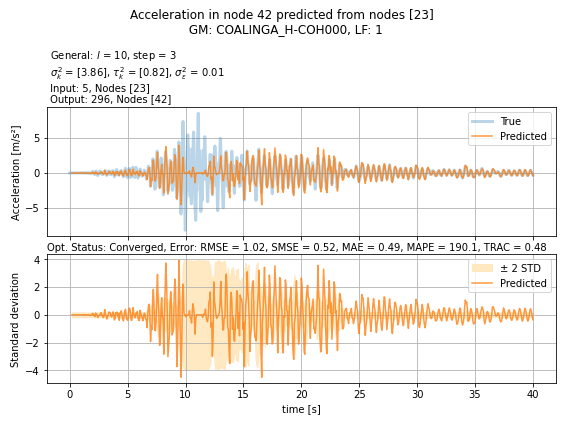 Acceleration in node 42 predicted from nodes [23]
GM: COALINGA_H-COH000, LF: 1
General: l = 10, step = 3
σ²ₖ = [3.86], τ²ₖ = [0.82], σ²ᵣ = 0.01
Input: 5, Nodes [23]
Output: 296, Nodes [42]
True
Predicted
5
0
−5
Acceleration [m/s²]
Opt. Status: Converged, Error: RMSE = 1.02, SMSE = 0.52, MAE = 0.49, MAPE = 190.1, TRAC = 0.48
± 2 STD
Predicted
4
2
0
−2
−4
Standard deviation
0 5 10 15 20 25 30 35 40
time [s]